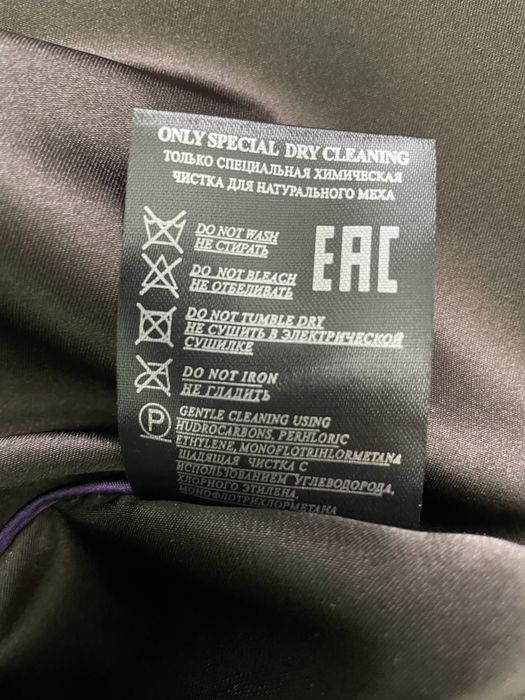 ONLY SPECIAL DRY CLEANING
ТОЛЬКО СПЕЦИАЛЬНАЯ ХИМИЧЕСКАЯ
ЧИСТКА ДЛЯ НАТУРАЛЬНОГО МЕХА
DO NOT WASH
НЕ СТИРАТЬ
EAC
DO NOT BLEACH
НЕ ОТБЕЛИВАТЬ
DO NOT TUMBLE DRY
НЕ СУШИТЬ В ЭЛЕКТРИЧЕСКОЙ
СУШИЛКЕ
DO NOT IRON
НЕ ГЛАДИТЬ
P
GENTLE CLEANING USING
HUDROCARBONS, PERHLORIC
ETHYLENE, MONOFLOTRIHLORMETANA
ЩАДЯЩАЯ ЧИСТКА С
ИСПОЛЬЗОВАНИЕМ УГЛЕВОДОРОДА,
ХЛОРНОГО ЭТИЛЕНА,
МОНОФЛОТРИХЛОРМЕТАНА